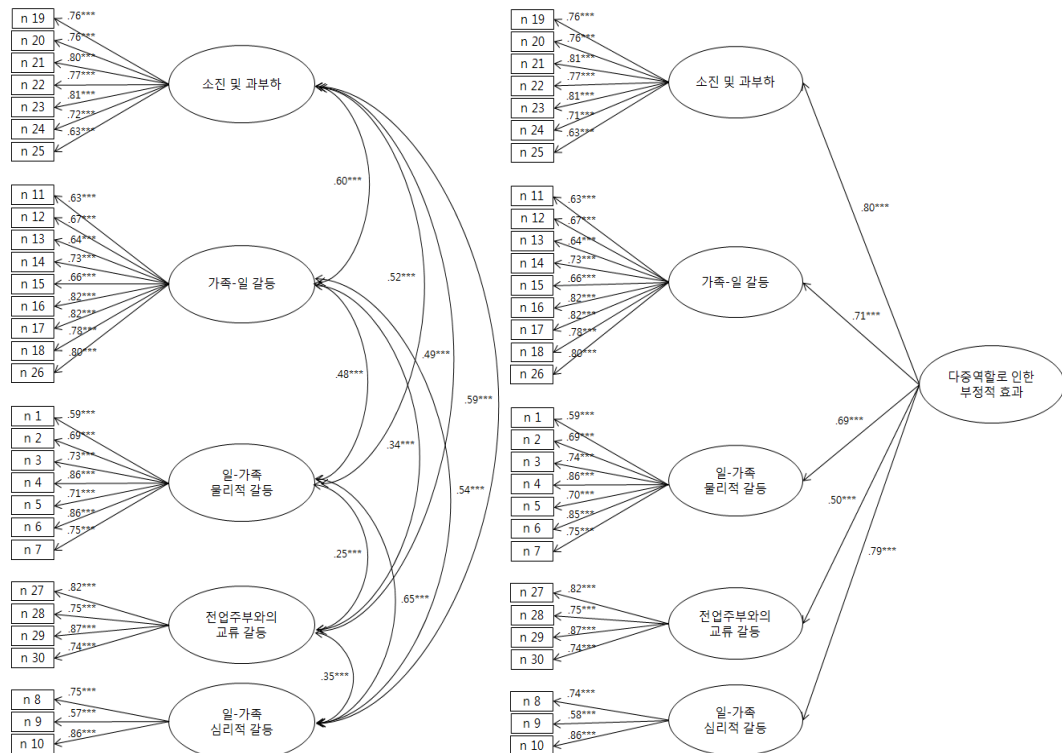 n 19
n 20
n 21
n 22
n 23
n 24
n 25
.76***
.76***
.80***
.77***
.81***
.72***
.63***
소진 및 과부하
n 11
n 12
n 13
n 14
n 15
n 16
n 17
n 18
n 26
.63***
.67***
.64***
.73***
.66***
.82***
.82***
.78***
.80***
가족-일 갈등
n 1
n 2
n 3
n 4
n 5
n 6
n 7
.59***
.69***
.73***
.86***
.71***
.86***
.75***
일-가족
물리적 갈등
n 27
n 28
n 29
n 30
.82***
.75***
.87***
.74***
전업주부와의
교류 갈등
n 8
n 9
n 10
.75***
.57***
.86***
일-가족
심리적 갈등
.60***
.52***
.49***
.59***
.48***
.34***
.54***
.25***
.65***
.35***
n 19
n 20
n 21
n 22
n 23
n 24
n 25
.76***
.76***
.81***
.77***
.81***
.71***
.63***
소진 및 과부하
n 11
n 12
n 13
n 14
n 15
n 16
n 17
n 18
n 26
.63***
.67***
.64***
.73***
.66***
.82***
.82***
.78***
.80***
가족-일 갈등
n 1
n 2
n 3
n 4
n 5
n 6
n 7
.59***
.69***
.74***
.86***
.70***
.85***
.75***
일-가족
물리적 갈등
n 27
n 28
n 29
n 30
.82***
.75***
.87***
.74***
전업주부와의
교류 갈등
n 8
n 9
n 10
.74***
.58***
.86***
일-가족
심리적 갈등
.80***
.71***
.69***
.50***
.79***
다중역할로 인한
부정적 효과